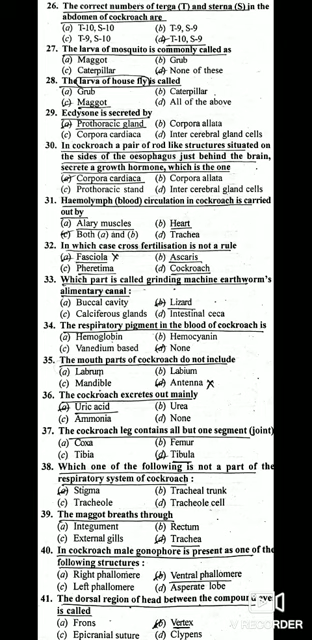 26. The correct numbers of terga (T) and sterna (S) in the
abdomen of cockroach are
(a) T-10, S-10 (b) T-9, S-9
(c) T-9, S-10 (d) T-10, S-9
27. The larva of mosquito is commonly called as
(a) Maggot (b) Grub
(c) Caterpillar (d) None of these
28. The larva of house fly is called
(a) Grub (b) Caterpillar
(c) Maggot (d) All of the above
29. Ecdysone is secreted by
(a) Prothoracic gland (b) Corpora allata
(c) Corpora cardiaca (d) Inter cerebral gland cells
30. In cockroach a pair of rod like structures situated on
the sides of the oesophagus just behind the brain,
secrete a growth hormone, which is the one
(a) Corpora cardiaca (b) Corpora allata
(c) Prothoracic stand (d) Inter cerebral gland cells
31. Haemolymph (blood) circulation in cockroach is carried
out by
(a) Alary muscles (b) Heart
(c) Both (a) and (b) (d) Trachea
32. In which case cross fertilisation is not a rule
(a) Fasciola (b) Ascaris
(c) Pheretima (d) Cockroach
33. Which part is called grinding machine earthworm's
alimentary canal :
(a) Buccal cavity (b) Lizard
(c) Calciferous glands (d) Intestinal ceca
34. The respiratory pigment in the blood of cockroach is
(a) Hemoglobin (b) Hemocyanin
(c) Vanedium based (d) None
35. The mouth parts of cockroach do not include
(a) Labrum (b) Labium
(c) Mandible (d) Antenna
36. The cockroach excretes out mainly
(a) Uric acid (b) Urea
(c) Ammonia (d) None
37. The cockroach leg contains all but one segment (joint)
(a) Coxa (b) Femur
(c) Tibia (d) Tibula
38. Which one of the following is not a part of the
respiratory system of cockroach :
(a) Stigma (b) Tracheal trunk
(c) Tracheole (d) Tracheole cell
39. The maggot breaths through
(a) Integument (b) Rectum
(c) External gills (d) Trachea
40. In cockroach male gonophore is present as one of the
following structures :
(a) Right phallomere (b) Ventral phallomere
(c) Left phallomere (d) Asperate lobe
41. The dorsal region of head between the compound eye
is called
(a) Frons (b) Vertex
(c) Epicranial suture (d) Clypens
RECORDER